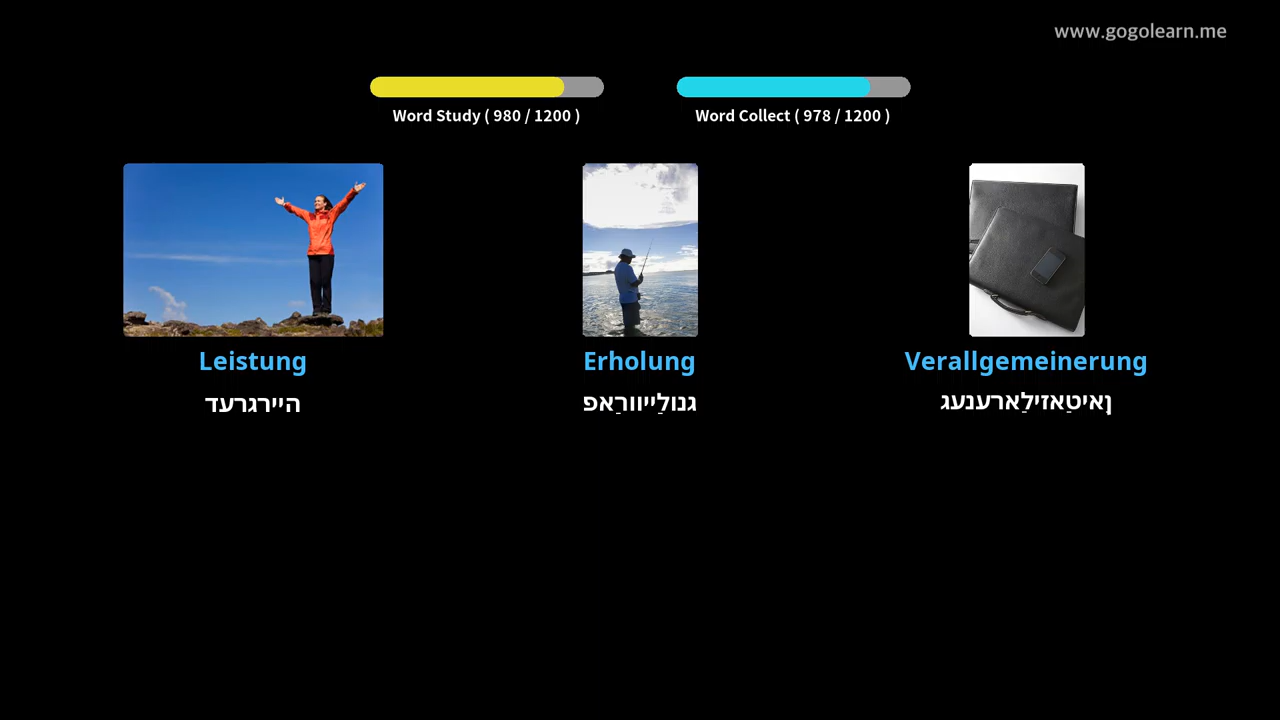 www.gogolearn.me
Word Study ( 980 / 1200 )
Word Collect ( 978 / 1200 )
Leistung
היירגרעד
Erholung
גנולַייוורַאפ
Verallgemeinerung
ןָאיטַאזילַארענעג